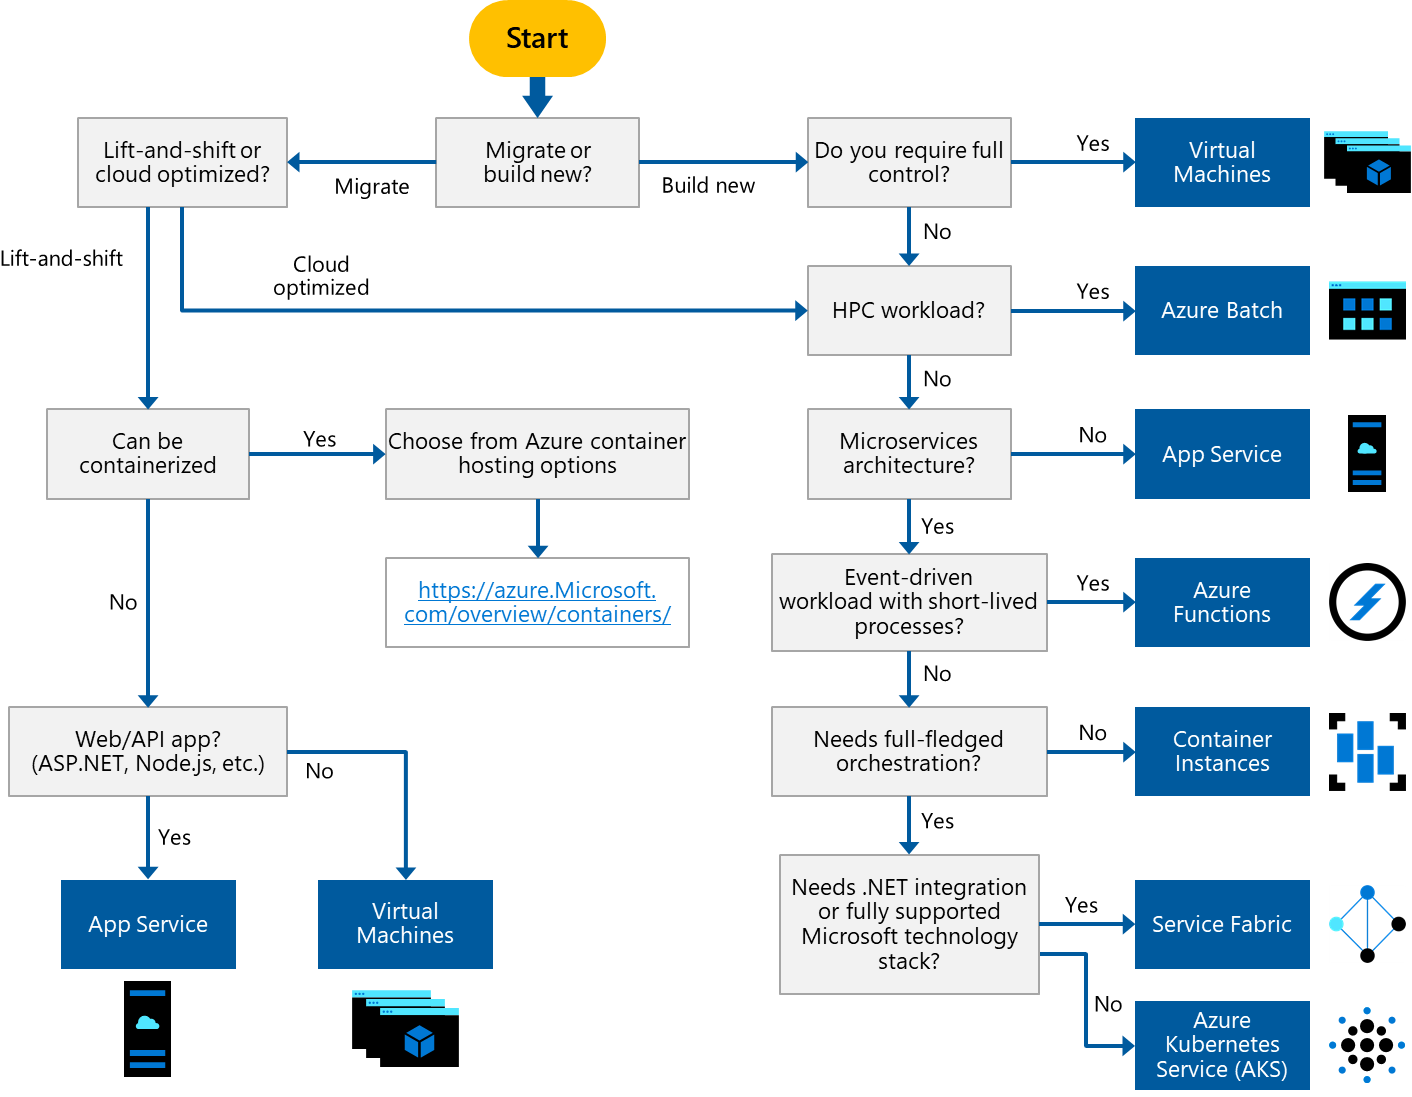 Start
Lift-and-shift or
cloud optimized?
Migrate
Migrate or
build new?
Build new
Do you require full
control?
Yes
Virtual
Machines
No
Lift-and-shift
Cloud
optimized
HPC workload?
Yes
Azure Batch
No
Can be
containerized
Yes
Choose from Azure container
hosting options
Microservices
architecture?
No
App Service
Yes
https://azure.Microsoft.
com/overview/containers/
Event-driven
workload with short-lived
processes?
Yes
Azure
Functions
No
No
Web/API app?
(ASP.NET, Node.js, etc.)
No
Needs full-fledged
orchestration?
No
Container
Instances
Yes
Yes
App Service
Virtual
Machines
Needs .NET integration
or fully supported
Microsoft technology
stack?
Yes
Service Fabric
No
Azure
Kubernetes
Service (AKS)